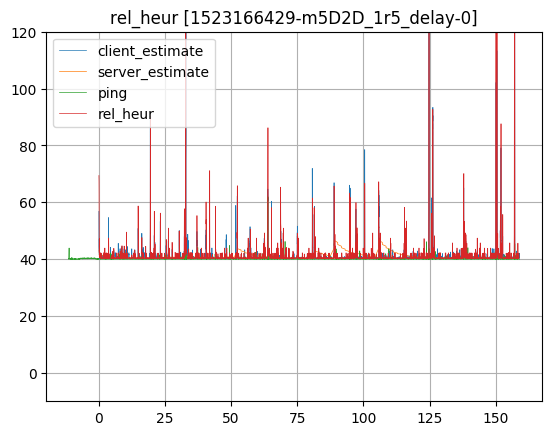 rel_heur [1523166429-m5D2D_1r5_delay-0]
client_estimate
server_estimate
ping
rel_heur
120
100
80
60
40
20
0
0 25 50 75 100 125 150